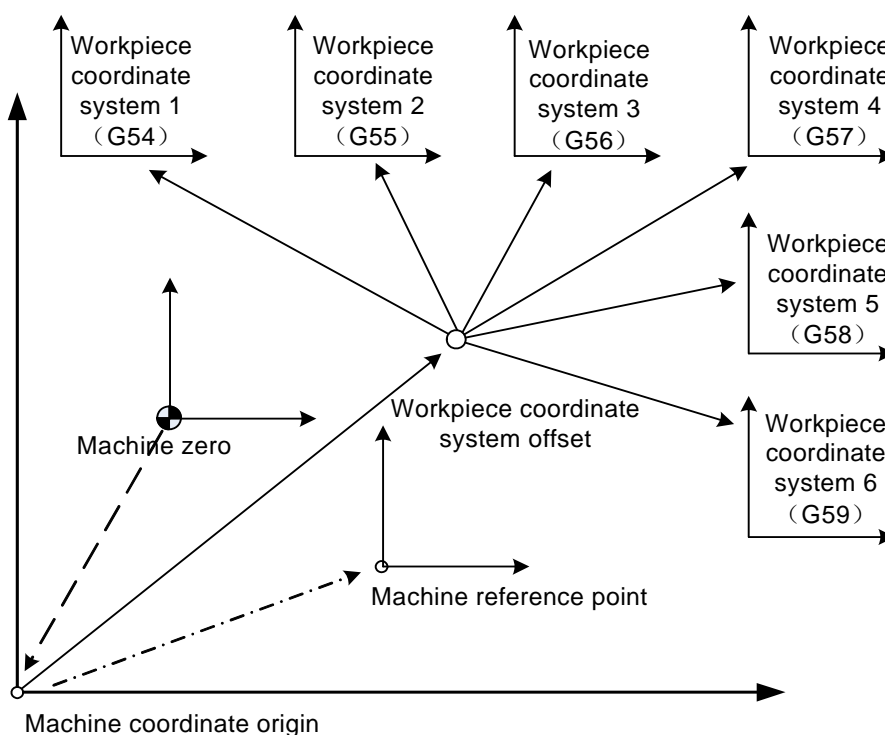 Workpiece
coordinate
system 1
（G54）
Workpiece
coordinate
system 2
（G55）
Workpiece
coordinate
system 3
（G56）
Workpiece
coordinate
system 4
（G57）
Workpiece
coordinate
system 5
（G58）
Workpiece coordinate
system offset
Machine zero
Workpiece
coordinate
system 6
（G59）
Machine reference point
Machine coordinate origin